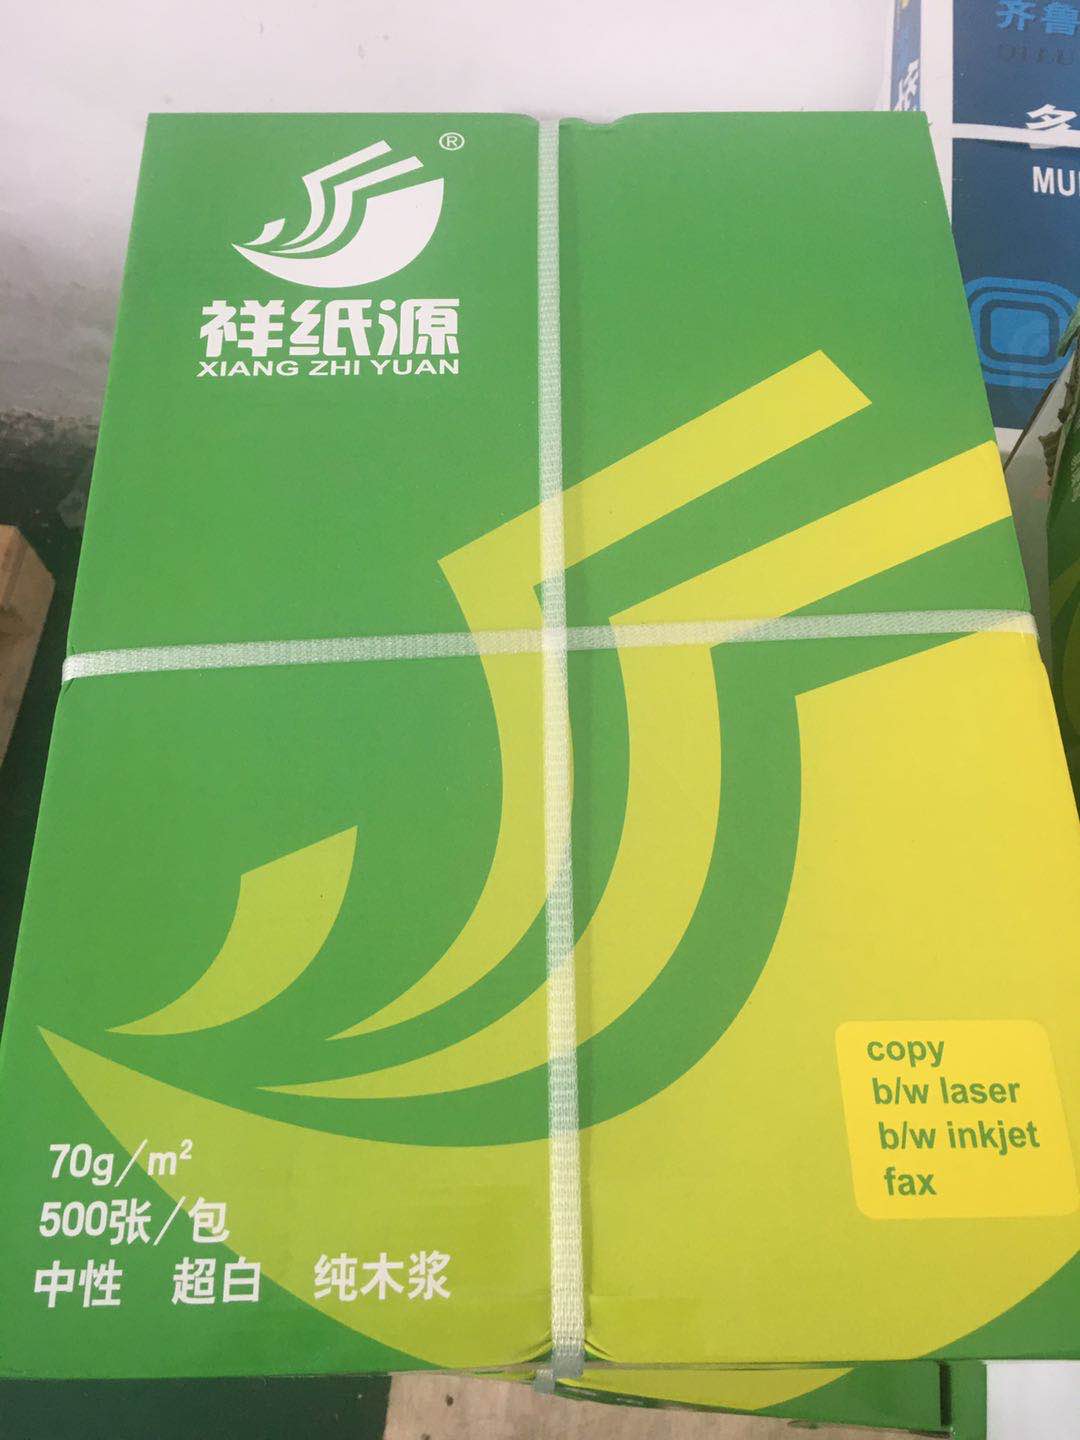 ®
祥纸源
XIANG ZHI YUAN
齐鲁
QILU
多
MU
copy
b/w laser
b/w inkjet
fax
70g/m²
500张/包
中性 超白 纯木浆